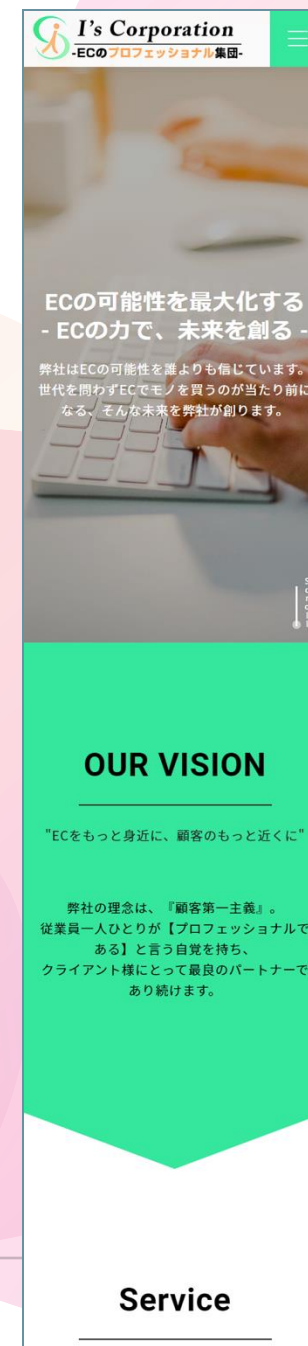 I's Corporation
-ECのプロフェッショナル集団-
ECの可能性を最大化する
- ECの力で、未来を創る -
弊社はECの可能性を誰よりも信じています。
世代を問わずECでモノを買うのが当たり前に
なる、そんな未来を弊社が創ります。
Scroll
OUR VISION
"ECをもっと身近に、顧客のもっと近くに"
弊社の理念は、『顧客第一主義』。
従業員一人ひとりが【プロフェッショナルで
ある】と言う自覚を持ち、
クライアント様にとって最良のパートナーで
あり続けます。
Service